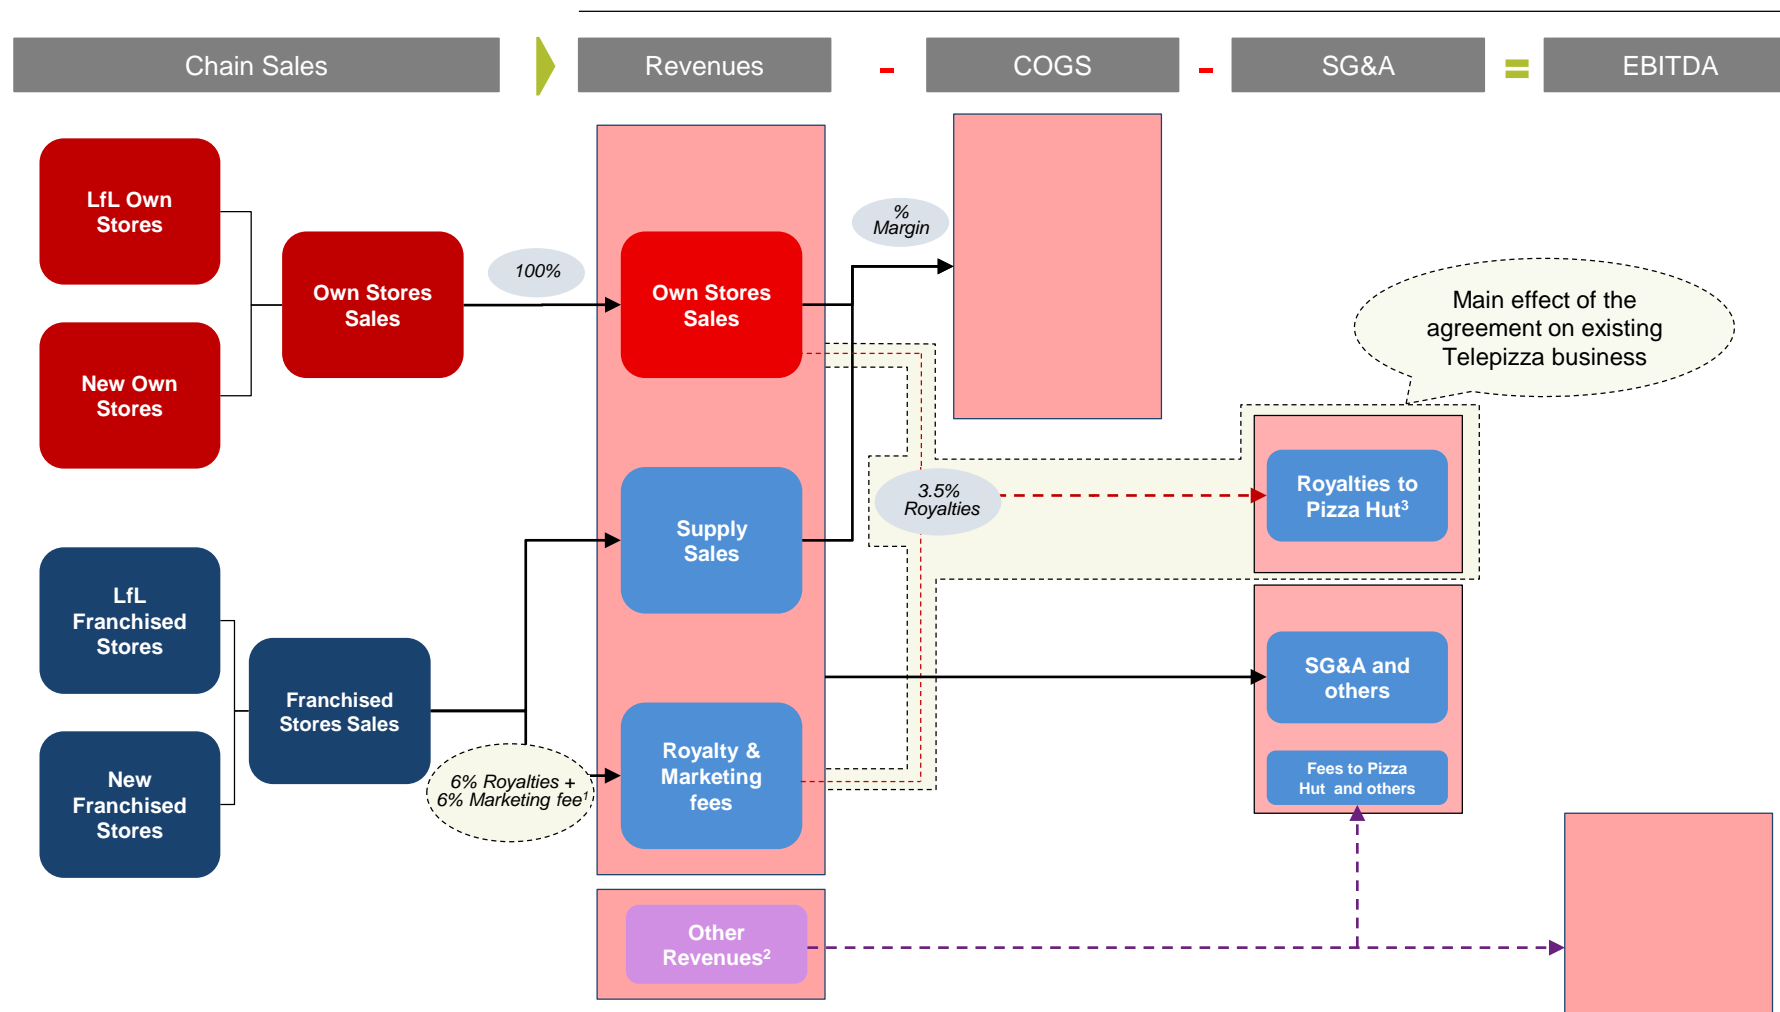 Chain Sales
Revenues
-
COGS
-
SG&A
=
EBITDA
LfL Own
Stores
New Own
Stores
Own Stores
Sales
100%
Own Stores
Sales
%
Margin
Main effect of the
agreement on existing
Telepizza business
Supply
Sales
3.5%
Royalties
Royalties to
Pizza Hut³
LfL
Franchised
Stores
New
Franchised
Stores
Franchised
Stores Sales
6% Royalties +
6% Marketing fee¹
Royalty &
Marketing
fees
SG&A and
others
Fees to Pizza
Hut and others
Other
Revenues²